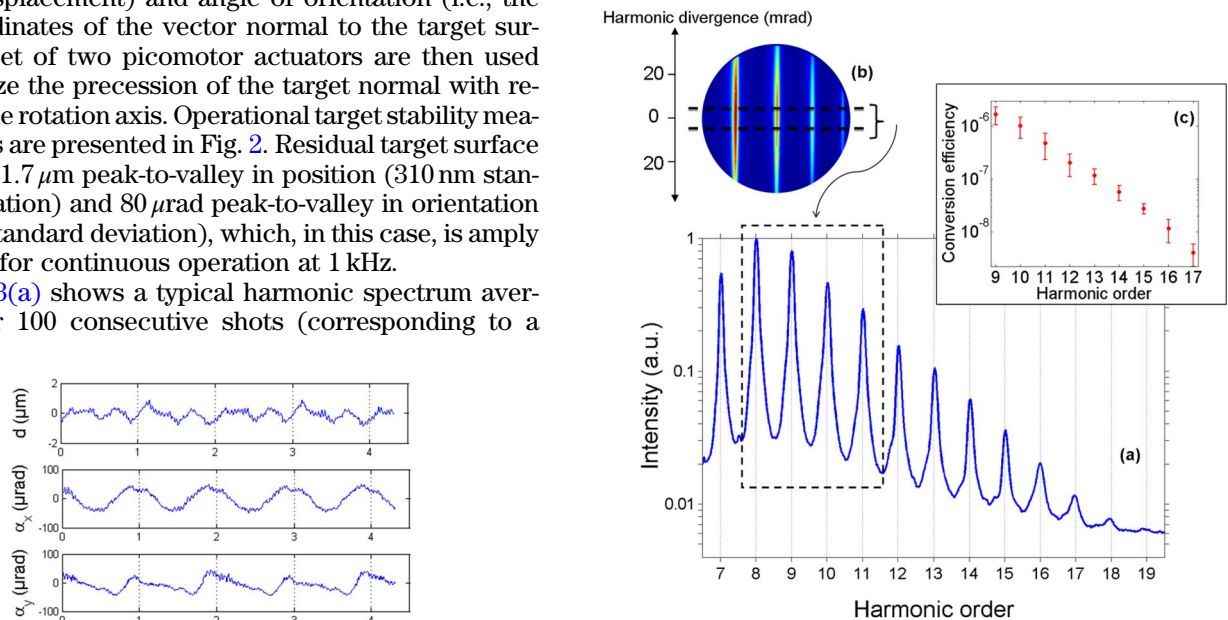 splacement) and angle of orientation (i.e., the
dinates of the vector normal to the target sur-
et of two picomotor actuators are then used
ze the precession of the target normal with re-
e rotation axis. Operational target stability mea-
s are presented in Fig. 2. Residual target surface
1.7 μm peak-to-valley in position (310 nm stan-
ation) and 80 μrad peak-to-valley in orientation
standard deviation), which, in this case, is amply
for continuous operation at 1 kHz.
3(a) shows a typical harmonic spectrum aver-
r 100 consecutive shots (corresponding to a
d (μm)
2
0
-2
0 1 2 3 4
α_x (μrad)
100
0
-100
0 1 2 3 4
α_y (μrad)
100
0
-100
Harmonic divergence (mrad)
20
0
20
(b)
(c)
Conversion efficiency
10^-6
10^-7
10^-8
9 10 11 12 13 14 15 16 17
Harmonic order
Intensity (a.u.)
1
0.1
0.01
(a)
7 8 9 10 11 12 13 14 15 16 17 18 19
Harmonic order